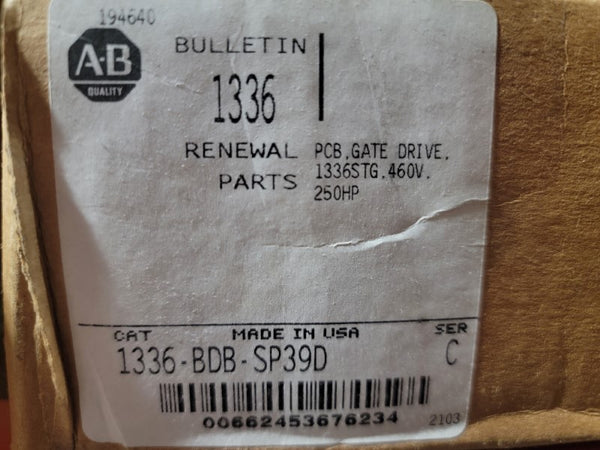 194640
A-B
QUALITY
BULLETIN
1336
RENEWAL
PARTS
PCB,GATE DRIVE,
1336STG,460V,
250HP
CAT MADE IN USA SER
1336-BDB-SP39D C
00662453676234
2103